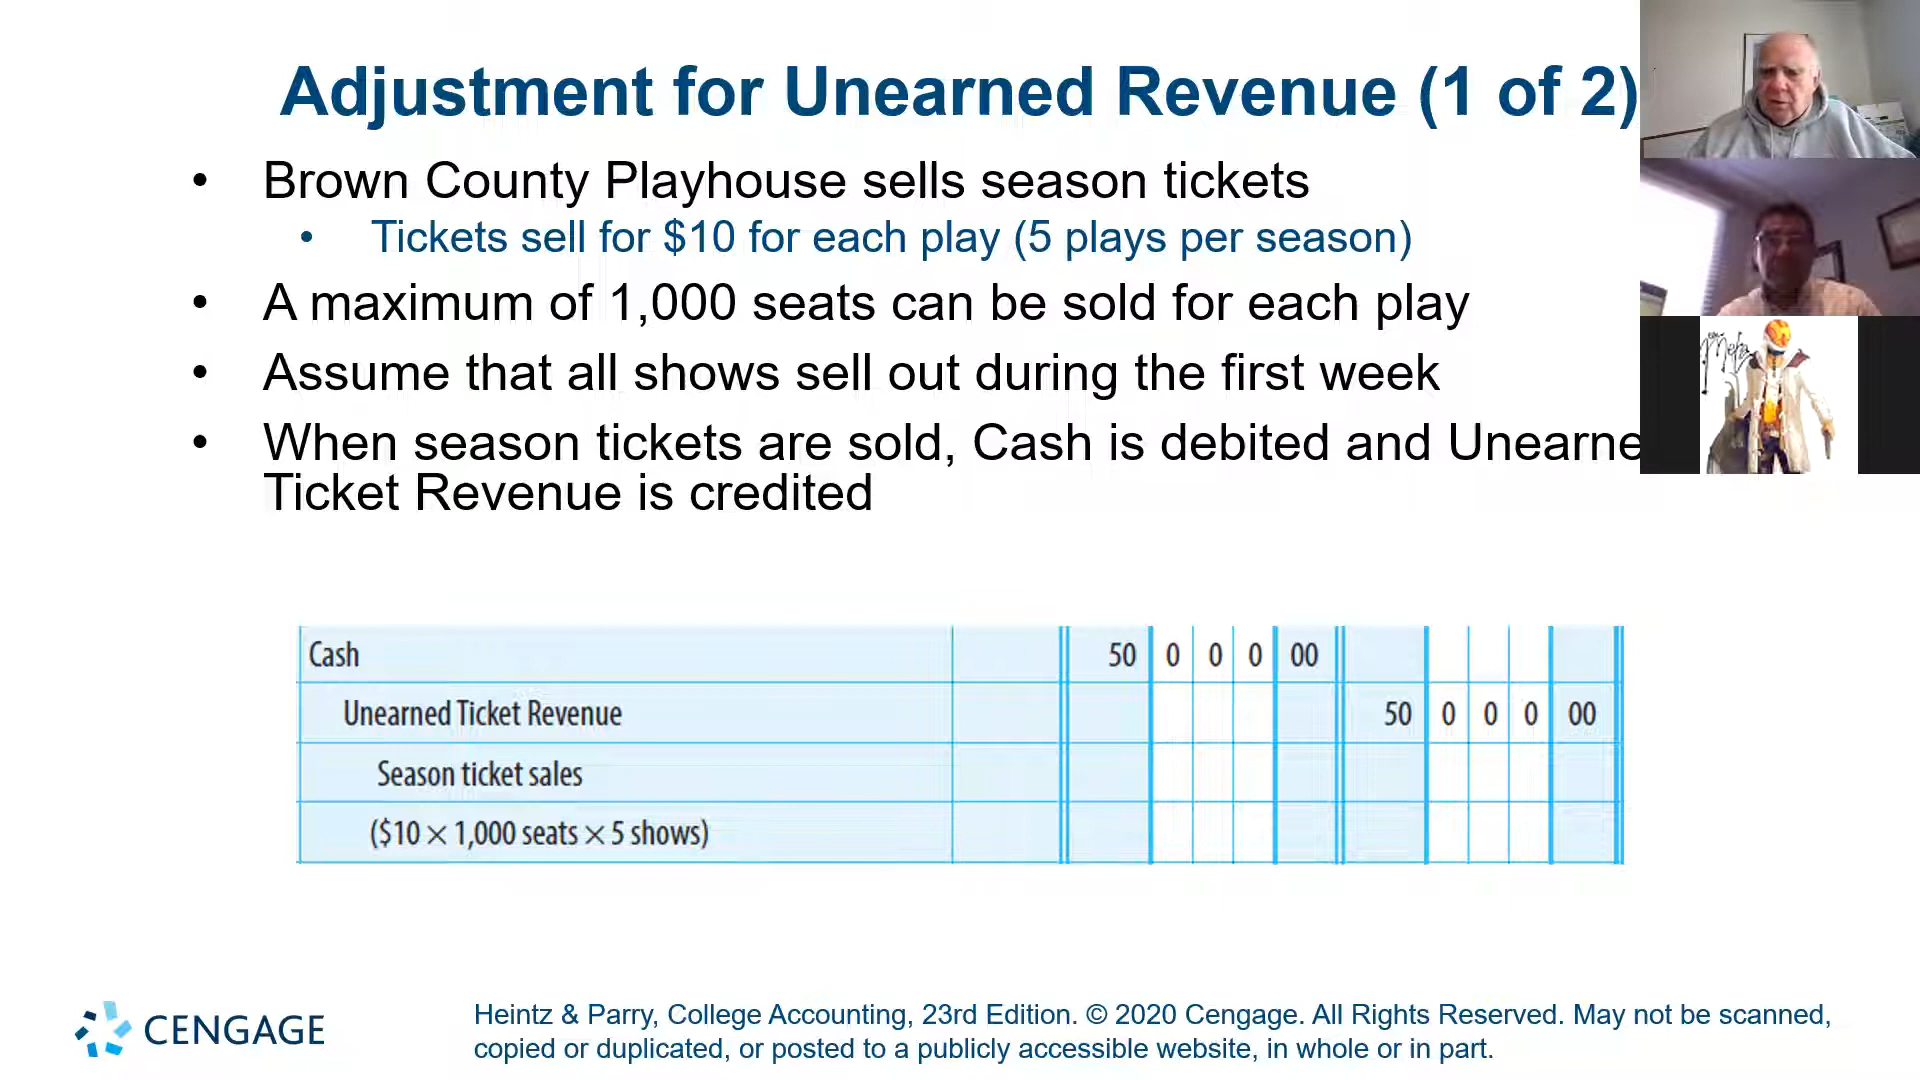 Adjustment for Unearned Revenue (1 of 2)
• Brown County Playhouse sells season tickets
• Tickets sell for $10 for each play (5 plays per season)
• A maximum of 1,000 seats can be sold for each play
• Assume that all shows sell out during the first week
• When season tickets are sold, Cash is debited and Unearne
Ticket Revenue is credited
Cash 50 0 0 0 00
Unearned Ticket Revenue 50 0 0 0 00
Season ticket sales
($10 × 1,000 seats × 5 shows)
CENGAGE
Heintz & Parry, College Accounting, 23rd Edition. © 2020 Cengage. All Rights Reserved. May not be scanned,
copied or duplicated, or posted to a publicly accessible website, in whole or in part.